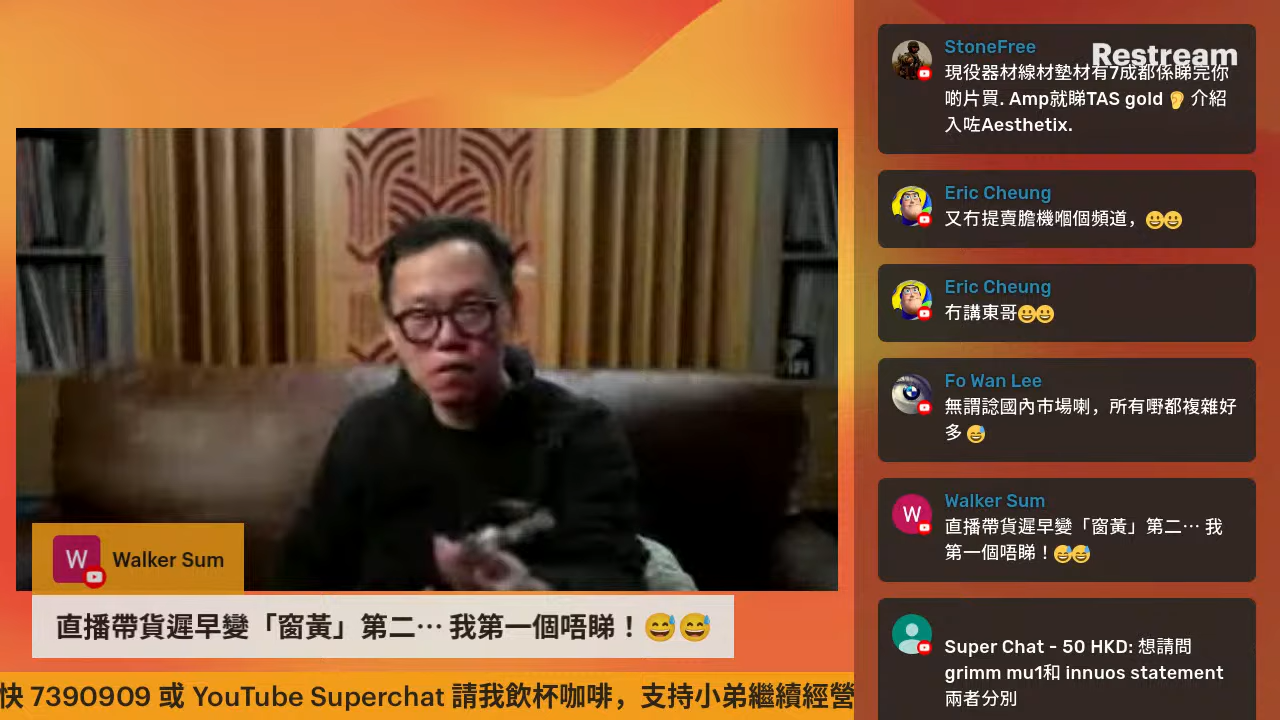 Restream
StoneFree
現役器材線材墊材有7成都係睇完你
啲片買. Amp就睇TAS gold 👂 介紹
入咗Aesthetix.
Eric Cheung
又冇提賣膽機嗰個頻道，😀😀
Eric Cheung
冇講東哥😀😀
Fo Wan Lee
無謂諗國內市場喇，所有嘢都複雜好
多 😅
W
Walker Sum
直播帶貨遲早變「窗黃」第二⋯ 我
第一個唔睇！😅😅
Super Chat - 50 HKD: 想請問
grimm mu1和 innuos statement
兩者分別
W
Walker Sum
直播帶貨遲早變「窗黃」第二⋯ 我第一個唔睇！😅😅
快 7390909 或 YouTube Superchat 請我飲杯咖啡，支持小弟繼續經營